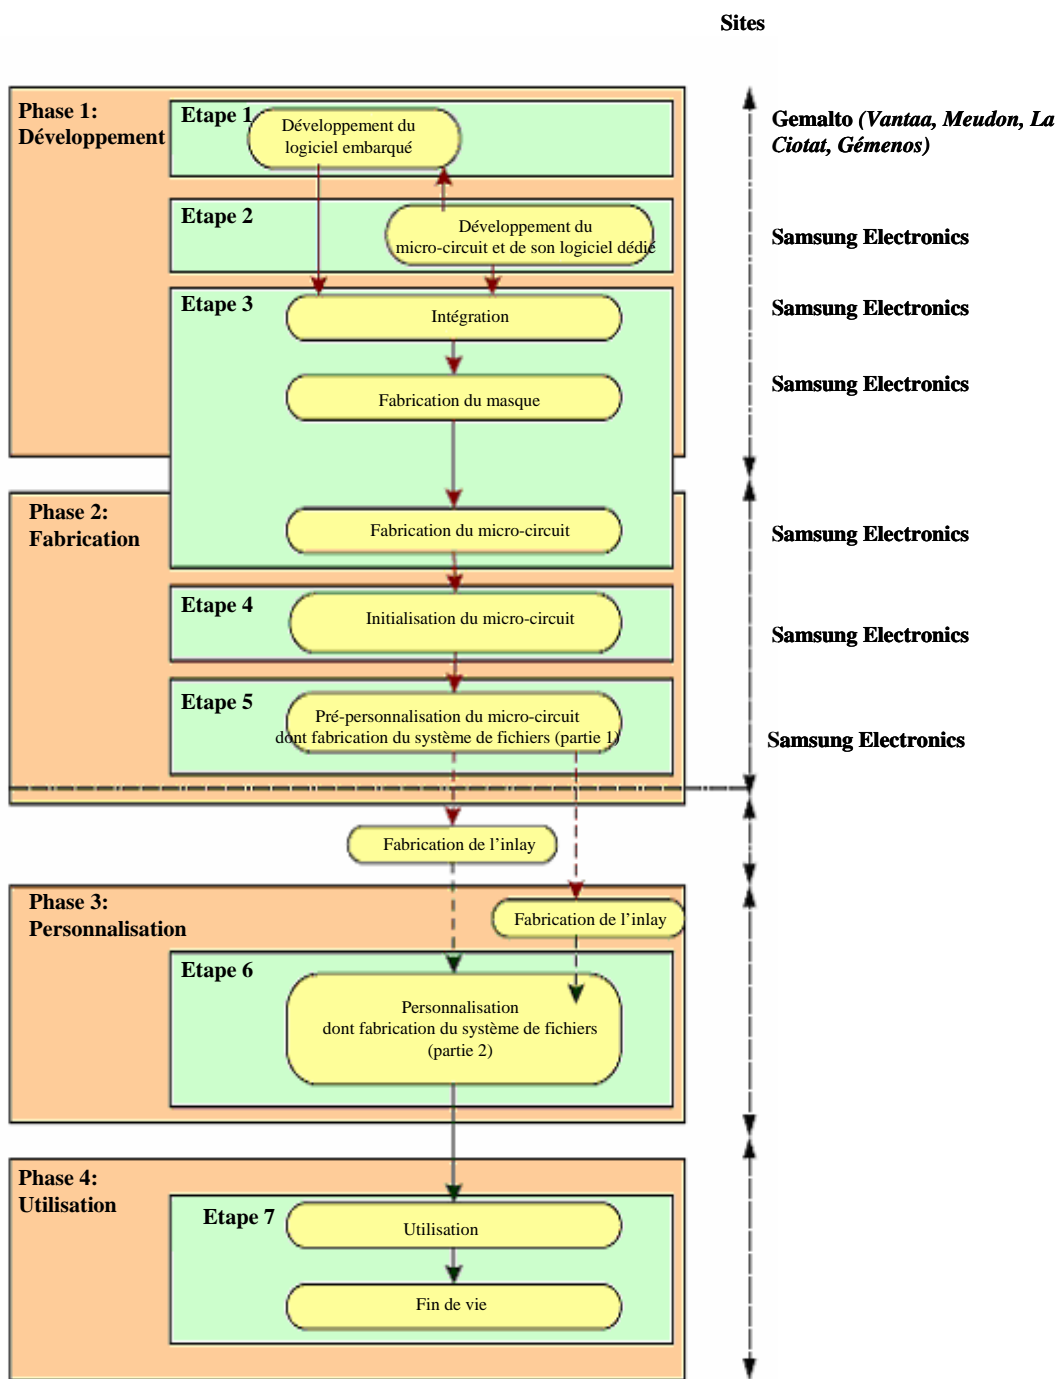 Sites
Phase 1:
Développement
Etape 1
Développement du
logiciel embarqué
Gemalto (Vantaa, Meudon, La
Ciotat, Gémenos)
Etape 2
Développement du
micro-circuit et de son logiciel dédié
Samsung Electronics
Etape 3
Intégration
Samsung Electronics
Fabrication du masque
Samsung Electronics
Phase 2:
Fabrication
Fabrication du micro-circuit
Samsung Electronics
Etape 4
Initialisation du micro-circuit
Samsung Electronics
Etape 5
Pré-personnalisation du micro-circuit
dont fabrication du système de fichiers (partie 1)
Samsung Electronics
Fabrication de l'inlay
Phase 3:
Personnalisation
Fabrication de l'inlay
Etape 6
Personnalisation
dont fabrication du système de fichiers
(partie 2)
Phase 4:
Utilisation
Etape 7
Utilisation
Fin de vie